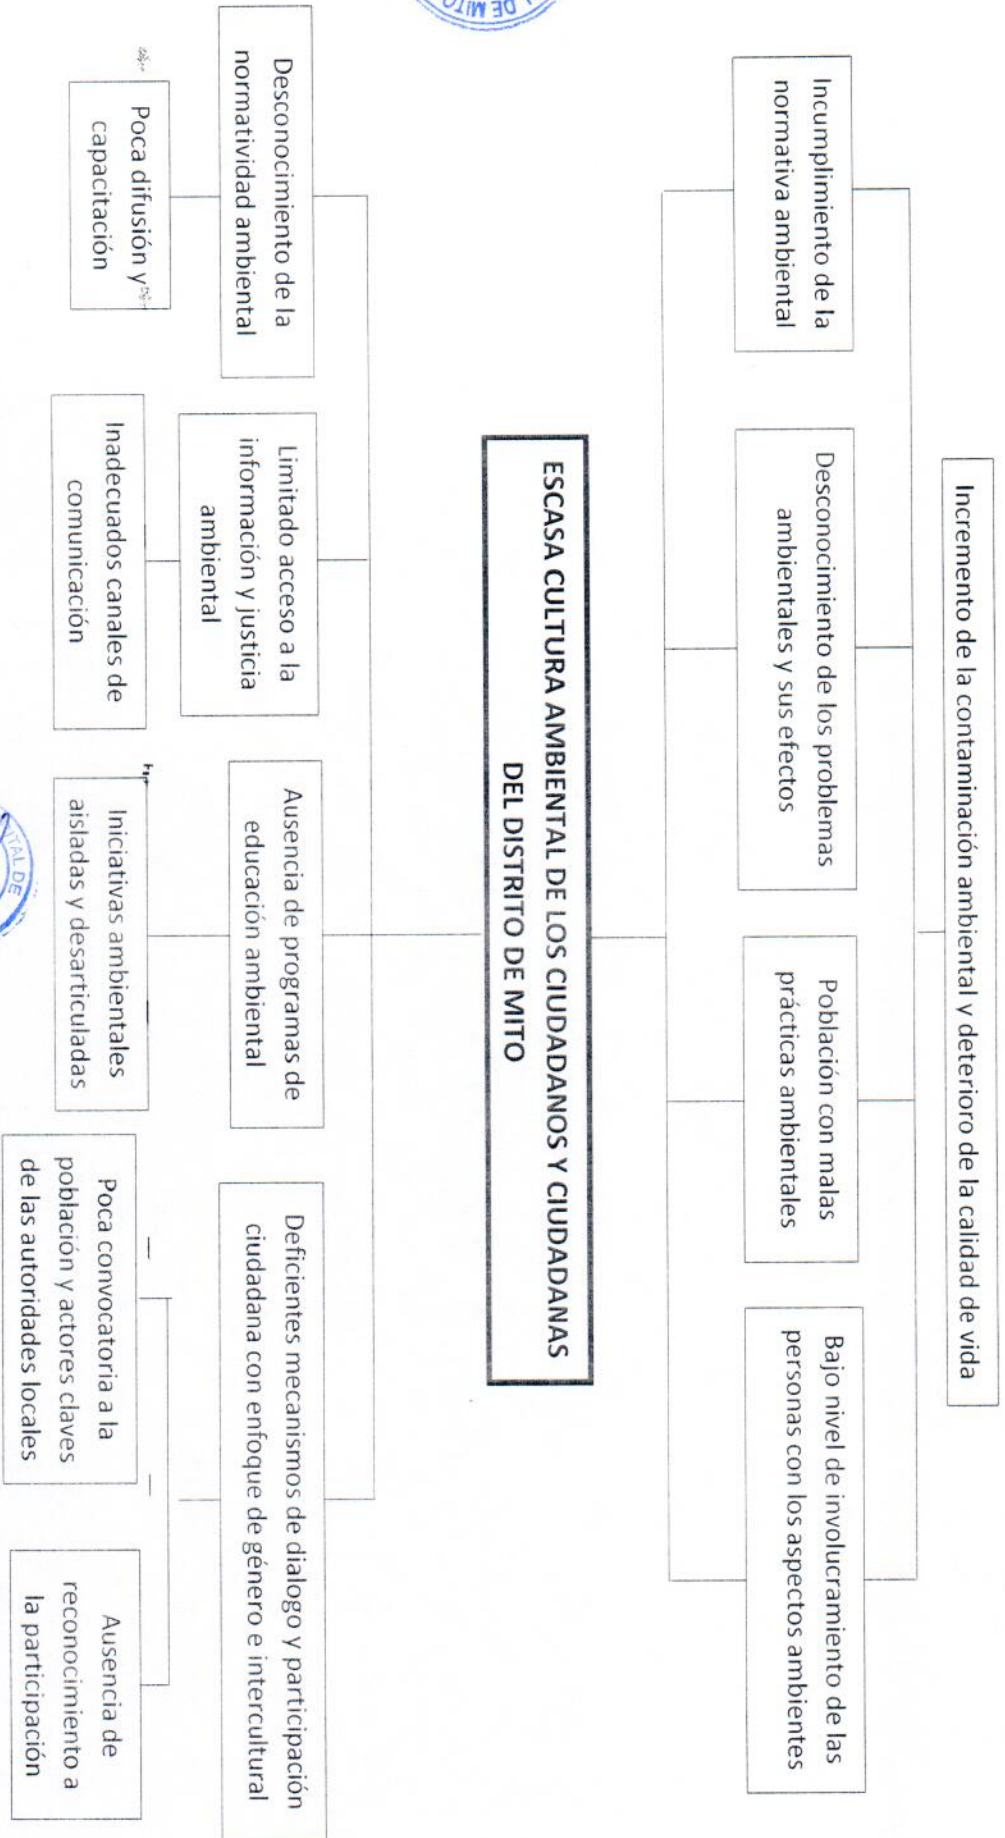 Incremento de la contaminación ambiental y deterioro de la calidad de vida
Incumplimiento de la
normativa ambiental
Desconocimiento de los problemas
ambientales y sus efectos
Población con malas
prácticas ambientales
Bajo nivel de involucramiento de las
personas con los aspectos ambientes
ESCASA CULTURA AMBIENTAL DE LOS CIUDADANOS Y CIUDADANAS
DEL DISTRITO DE MITO
Desconocimiento de la
normatividad ambiental
Limitado acceso a la
información y justicia
ambiental
Ausencia de programas de
educación ambiental
Deficientes mecanismos de dialogo y participación
ciudadana con enfoque de género e intercultural
Poca difusión y
capacitación
Inadecuados canales de
comunicación
Iniciativas ambientales
aisladas y desarticuladas
Poca convocatoria a la
población y actores claves
de las autoridades locales
Ausencia de
reconocimiento a
la participación
DE MITO
DE